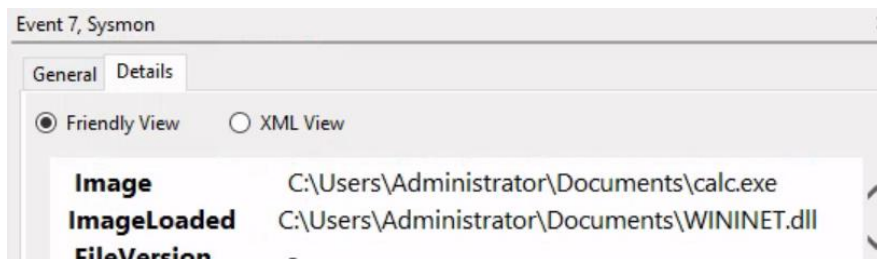 Event 7, Sysmon
General Details
Friendly View XML View
Image C:\Users\Administrator\Documents\calc.exe
ImageLoaded C:\Users\Administrator\Documents\WININET.dll
FileVersion